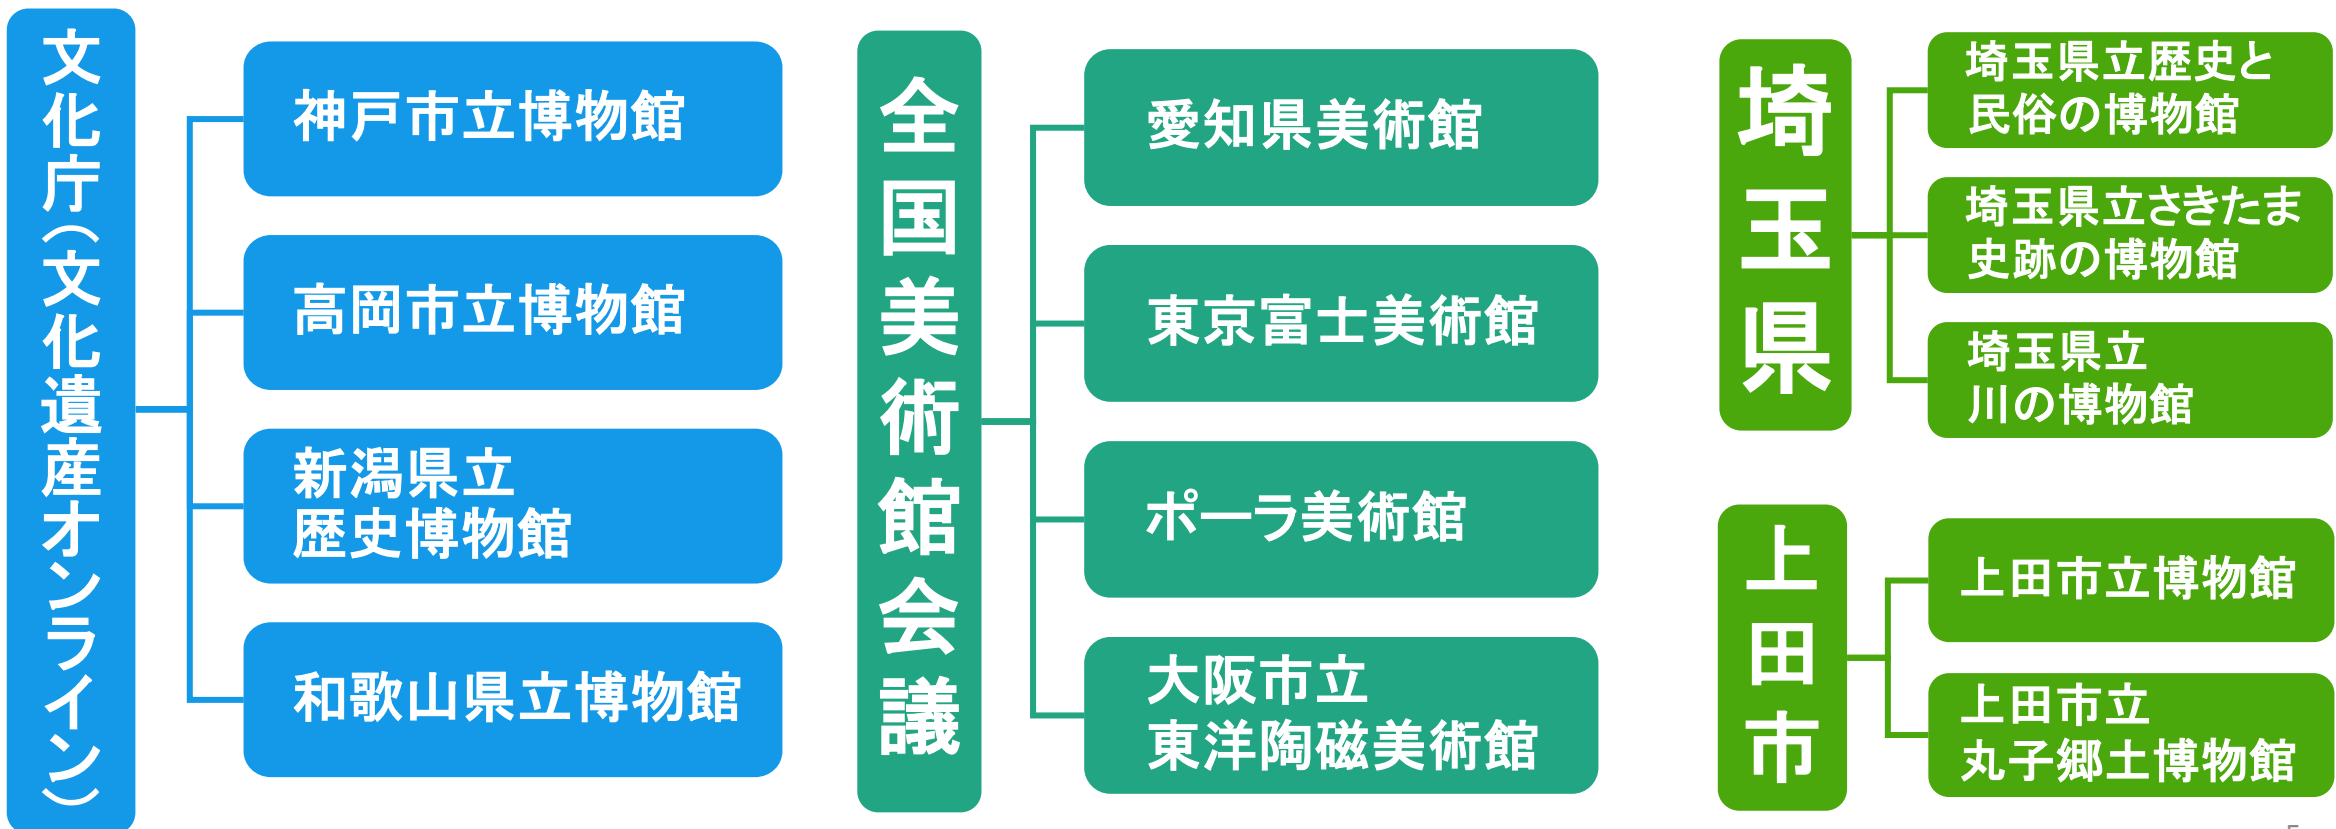 文化庁（文化遺産オンライン）
神戸市立博物館
高岡市立博物館
新潟県立
歴史博物館
和歌山県立博物館
全国美術館会議
愛知県美術館
東京富士美術館
ポーラ美術館
大阪市立
東洋陶磁美術館
埼玉県
埼玉県立歴史と
民俗の博物館
埼玉県立さきたま
史跡の博物館
埼玉県立
川の博物館
上田市
上田市立博物館
上田市立
丸子郷土博物館